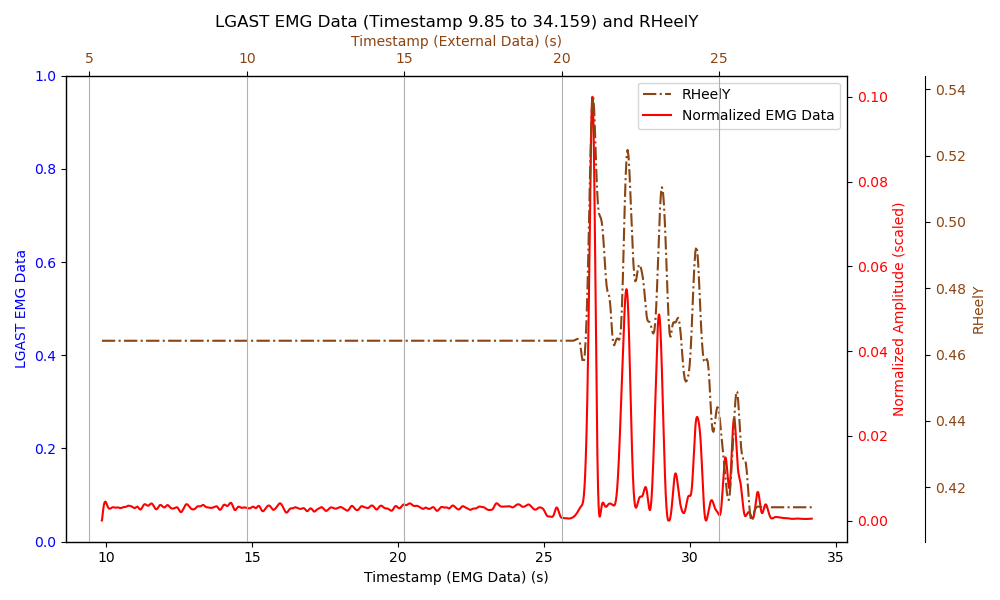 LGAST EMG Data (Timestamp 9.85 to 34.159) and RHeelY
Timestamp (External Data) (s)
5 10 15 20 25
RHeelY
Normalized EMG Data
1.0
0.8
0.6
0.4
0.2
0.0
LGAST EMG Data
0.10
0.08
0.06
0.04
0.02
0.00
Normalized Amplitude (scaled)
0.54
0.52
0.50
0.48
0.46
0.44
0.42
RHeelY
10 15 20 25 30 35
Timestamp (EMG Data) (s)